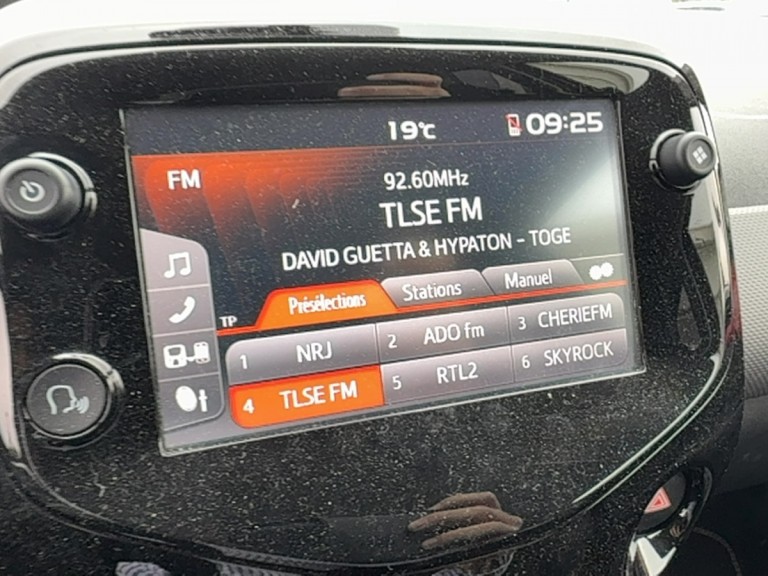 19°C 09:25
FM
92.60MHz
TLSE FM
DAVID GUETTA & HYPATON - TOGE
TP Présélections Stations Manuel
1 NRJ 2 ADO fm 3 CHERIEFM
4 TLSE FM 5 RTL2 6 SKYROCK